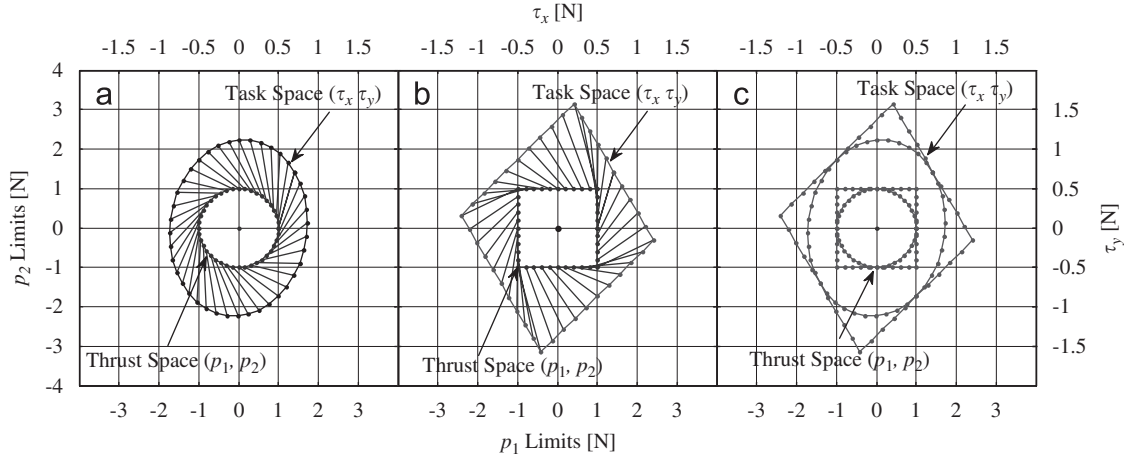 τx [N]
-1.5 -1 -0.5 0 0.5 1 1.5 -1.5 -1 -0.5 0 0.5 1 1.5 -1.5 -1 -0.5 0 0.5 1 1.5
a b c
Task Space (τx τy) Task Space (τx τy) Task Space (τx τy)
4
3
2
1
0
-1
-2
-3
-4
p2 Limits [N]
1.5
1
0.5
0
-0.5
-1
-1.5
τy [N]
Thrust Space (p1, p2) Thrust Space (p1, p2) Thrust Space (p1, p2)
-3 -2 -1 0 1 2 3 -3 -2 -1 0 1 2 3 -3 -2 -1 0 1 2 3
p1 Limits [N]